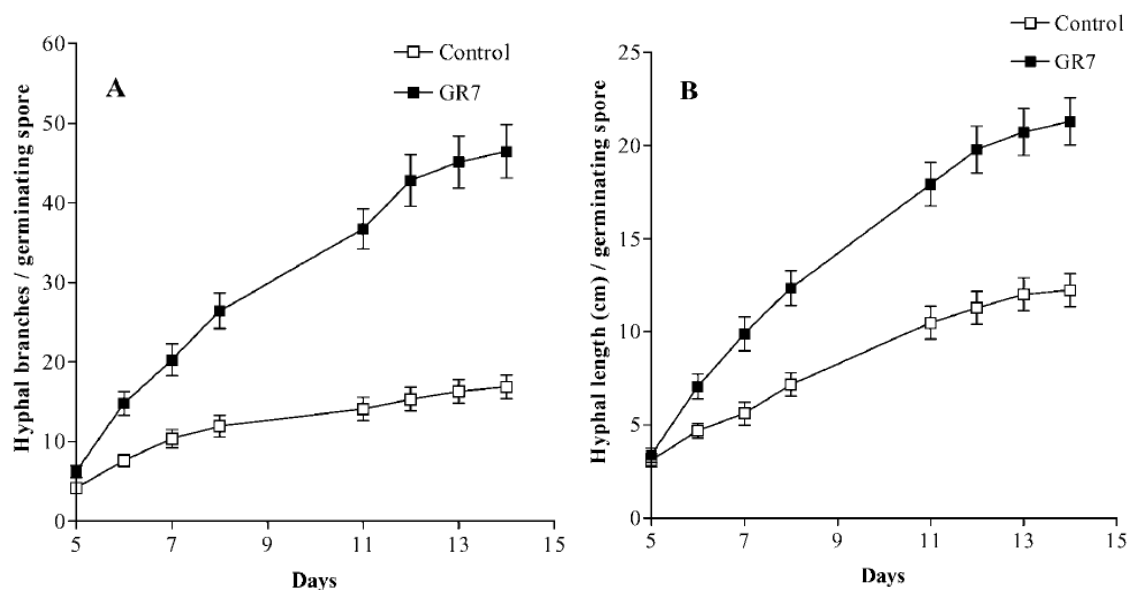 Control
GR7
A
60
50
40
30
20
10
0
5
7
9
11
13
15
Days
Hyphal branches / germinating spore
Control
GR7
B
25
20
15
10
5
0
5
7
9
11
13
15
Days
Hyphal length (cm) / germinating spore